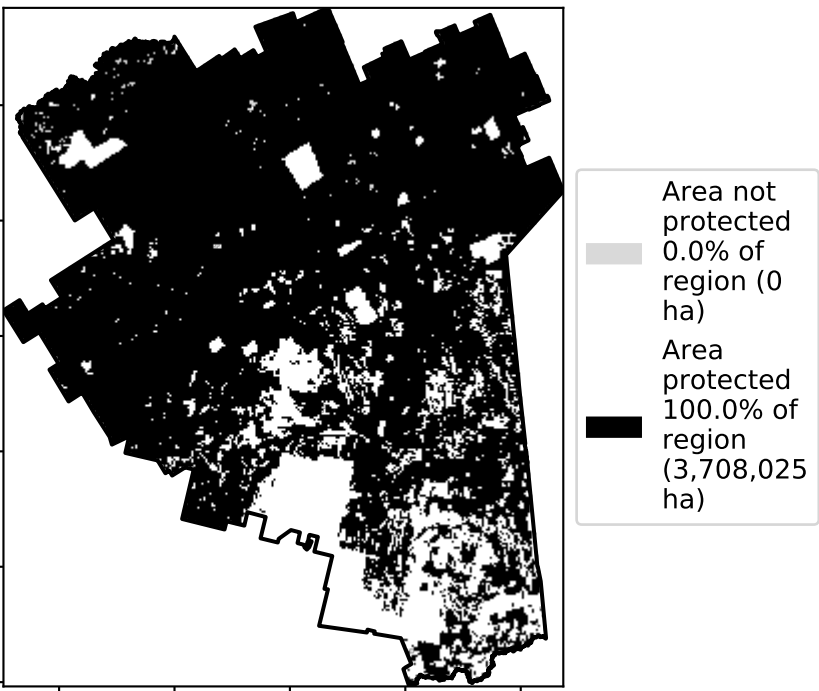 Area not
protected
0.0% of
region (0
ha)
Area
protected
100.0% of
region
(3,708,025
ha)